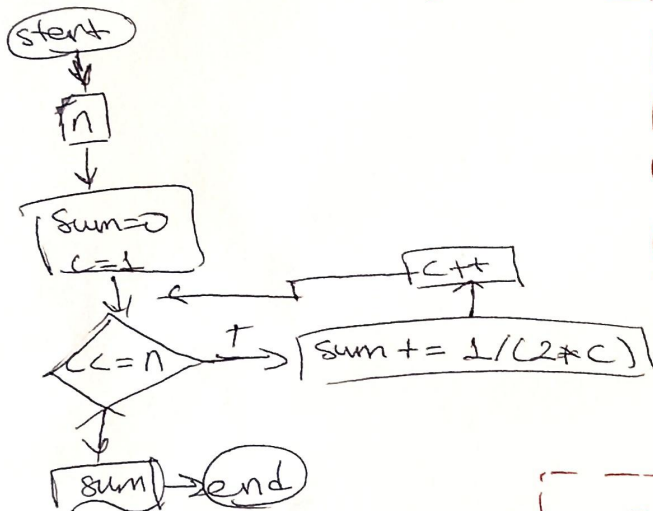 stert
n
sum=0
c=1
c++
c<=n
T
sum += 1/(2*c)
sum
end